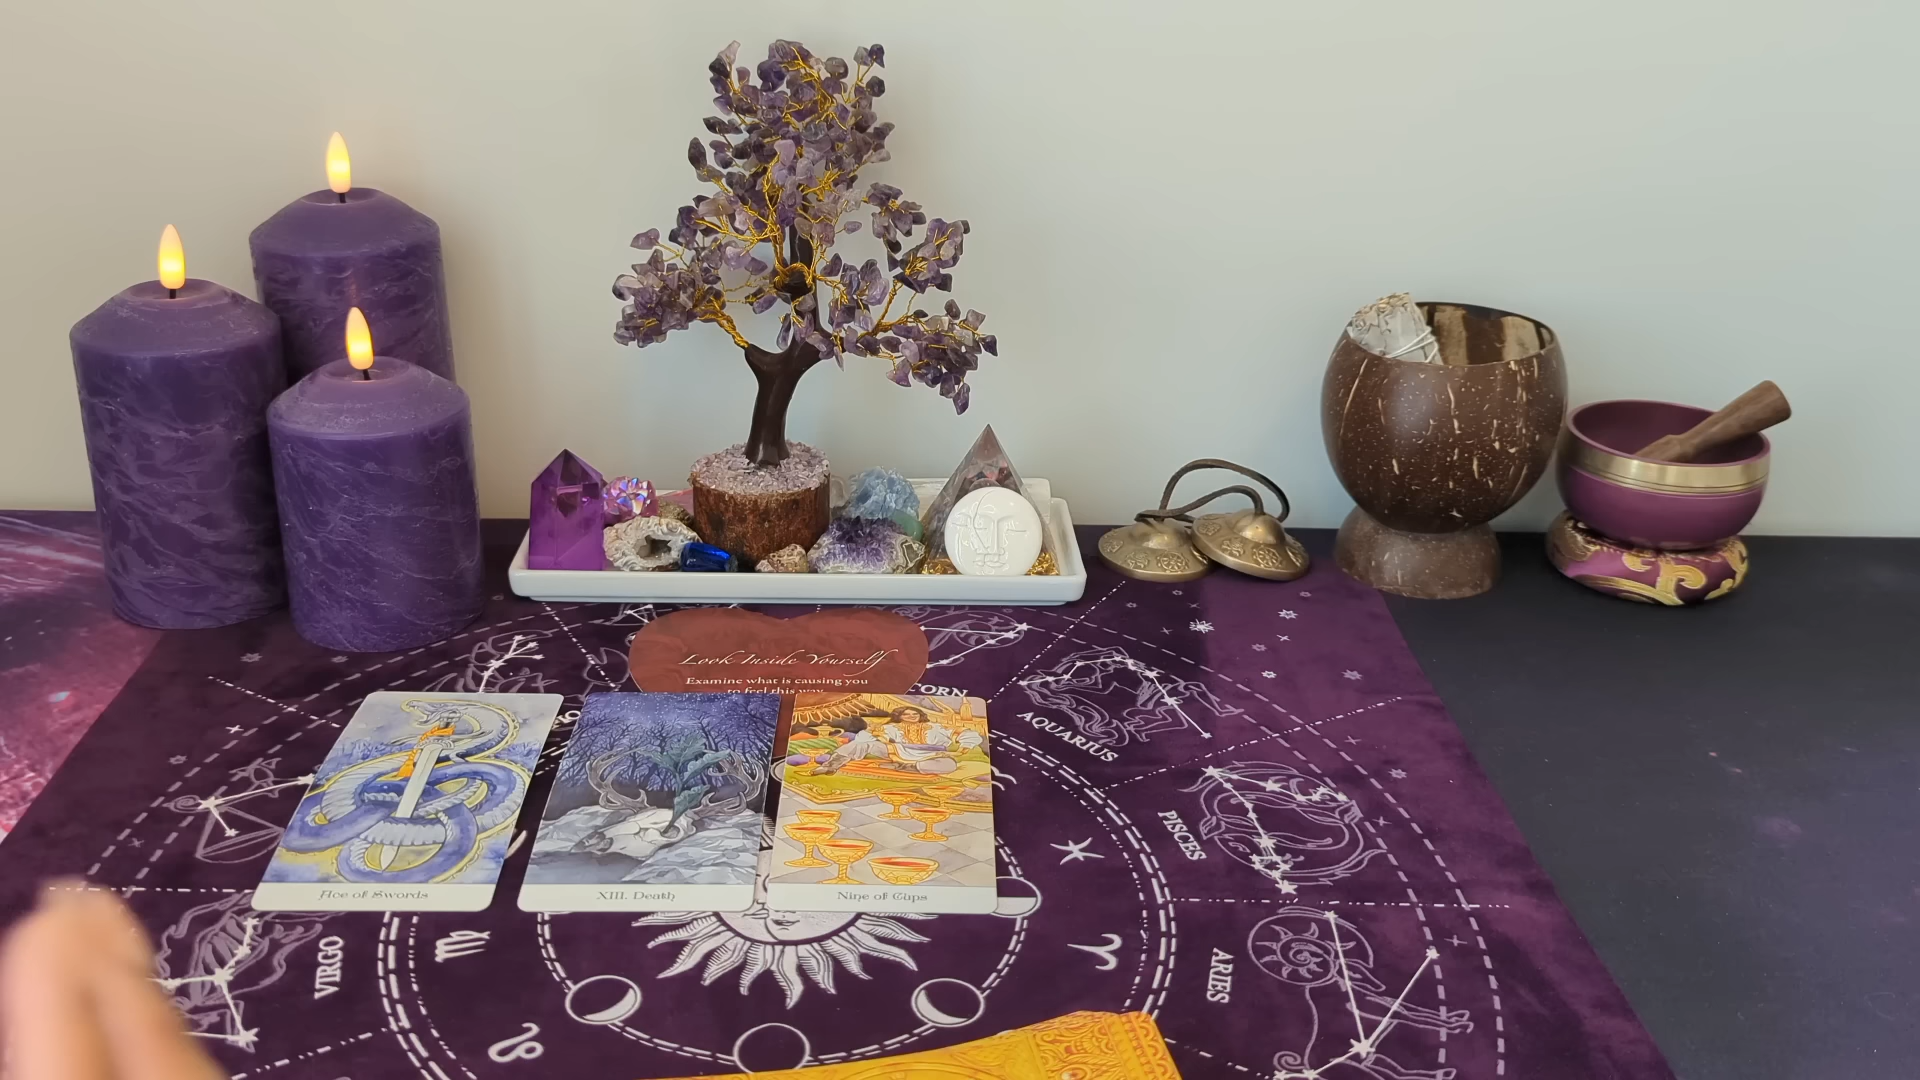 Look Inside Yourself
Examine what is causing you
to feel this way
CORN
AQUARIUS
PISCES
ARIES
VIRGO
Ace of Swords
XIII. Death
Nine of Cups